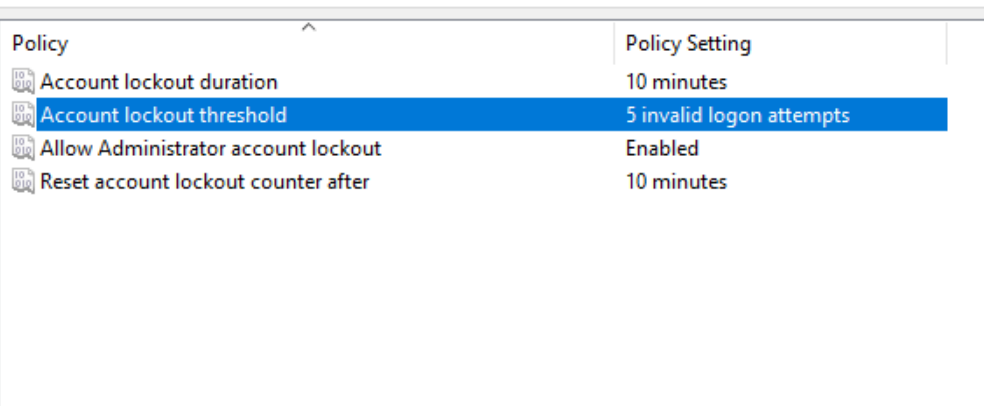 Policy Policy Setting
Account lockout duration 10 minutes
Account lockout threshold 5 invalid logon attempts
Allow Administrator account lockout Enabled
Reset account lockout counter after 10 minutes